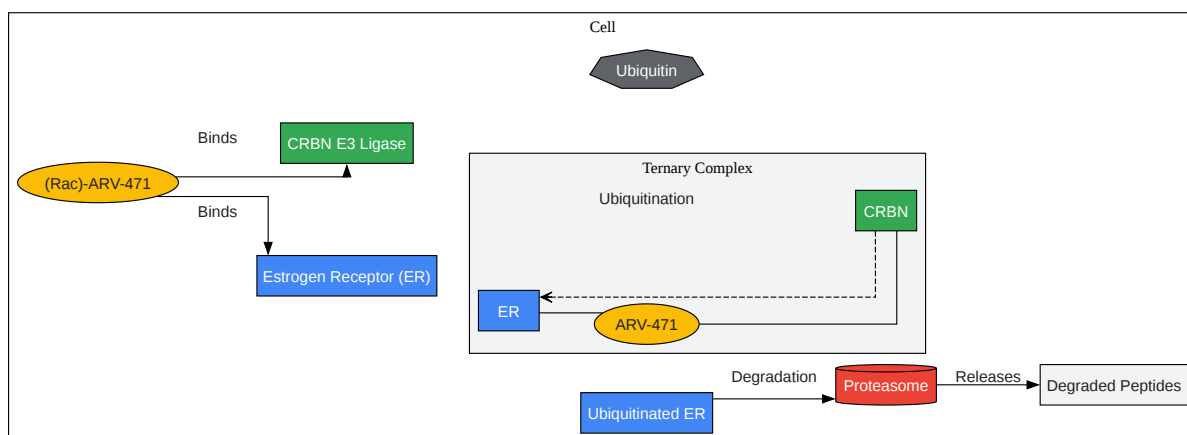 Cell
Ubiquitin
Binds
CRBN E3 Ligase
(Rac)-ARV-471
Binds
Estrogen Receptor (ER)
Ternary Complex
Ubiquitination
CRBN
ER
ARV-471
Degradation
Proteasome
Releases
Degraded Peptides
Ubiquitinated ER